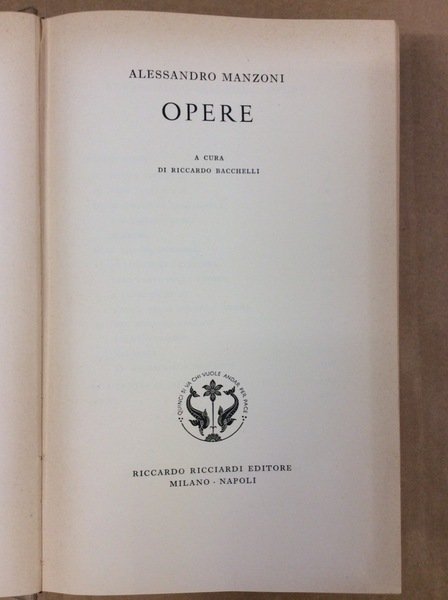 ALESSANDRO MANZONI
OPERE
A CURA
DI RICCARDO BACCHELLI
QUINCI SI VA CHI VUOLE ANDAR PER PACE
RICCARDO RICCIARDI EDITORE
MILANO · NAPOLI